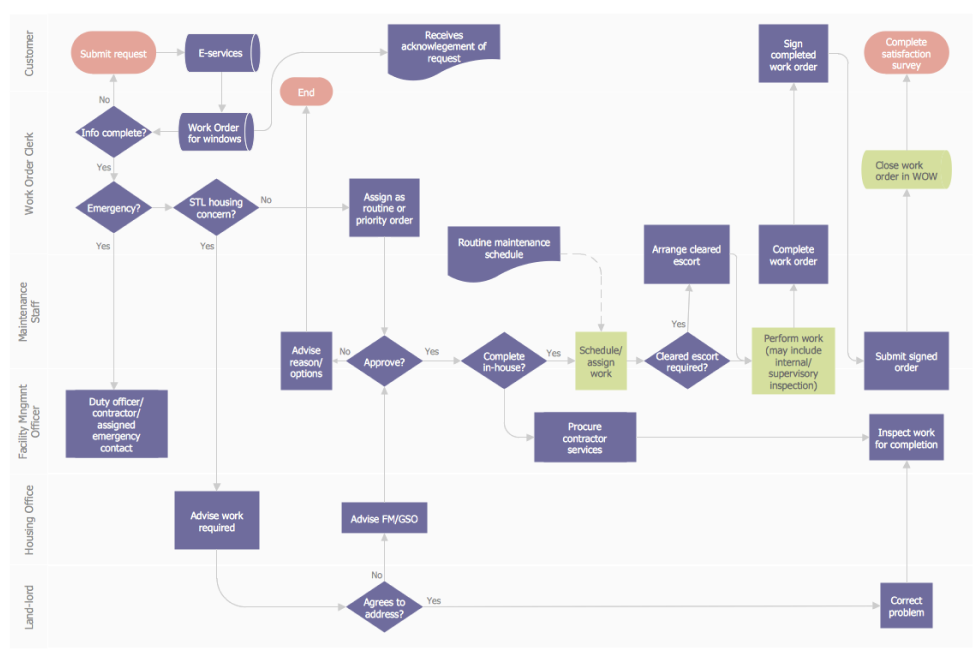 Customer
Submit request
E-services
Receives
acknowlegement of
request
Sign
completed
work order
Complete
satisfaction
survey
End
Work Order Clerk
No
Info complete?
Work Order
for windows
Yes
Emergency?
STL housing
concern?
No
Assign as
routine or
priority order
Close work
order in WOW
Yes
Yes
Routine maintenance
schedule
Arrange cleared
escort
Complete
work order
Maintenance
Staff
Advise
reason/
options
No
Approve?
Yes
Complete
in-house?
Yes
Schedule/
assign
work
Yes
Cleared escort
required?
Perform work
(may include
internal/
supervisory
inspection)
Submit signed
order
Facility Mngmnt
Officer
Duty officer/
contractor/
assigned
emergency
contact
Procure
contractor
services
Inspect work
for completion
Housing Office
Advise work
required
Advise FM/GSO
Land-lord
No
Agrees to
address?
Yes
Correct
problem